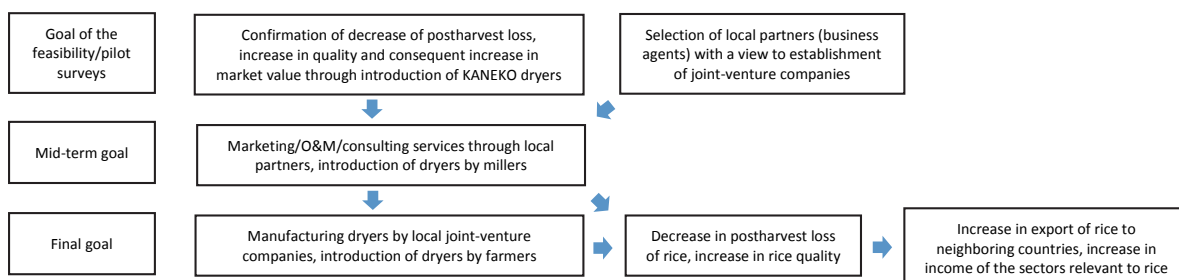 Goal of the
feasibility/pilot
surveys
Confirmation of decrease of postharvest loss,
increase in quality and consequent increase in
market value through introduction of KANEKO dryers
Selection of local partners (business
agents) with a view to establishment
of joint-venture companies
Mid-term goal
Marketing/O&M/consulting services through local
partners, introduction of dryers by millers
Final goal
Manufacturing dryers by local joint-venture
companies, introduction of dryers by farmers
Decrease in postharvest loss
of rice, increase in rice quality
Increase in export of rice to
neighboring countries, increase in
income of the sectors relevant to rice